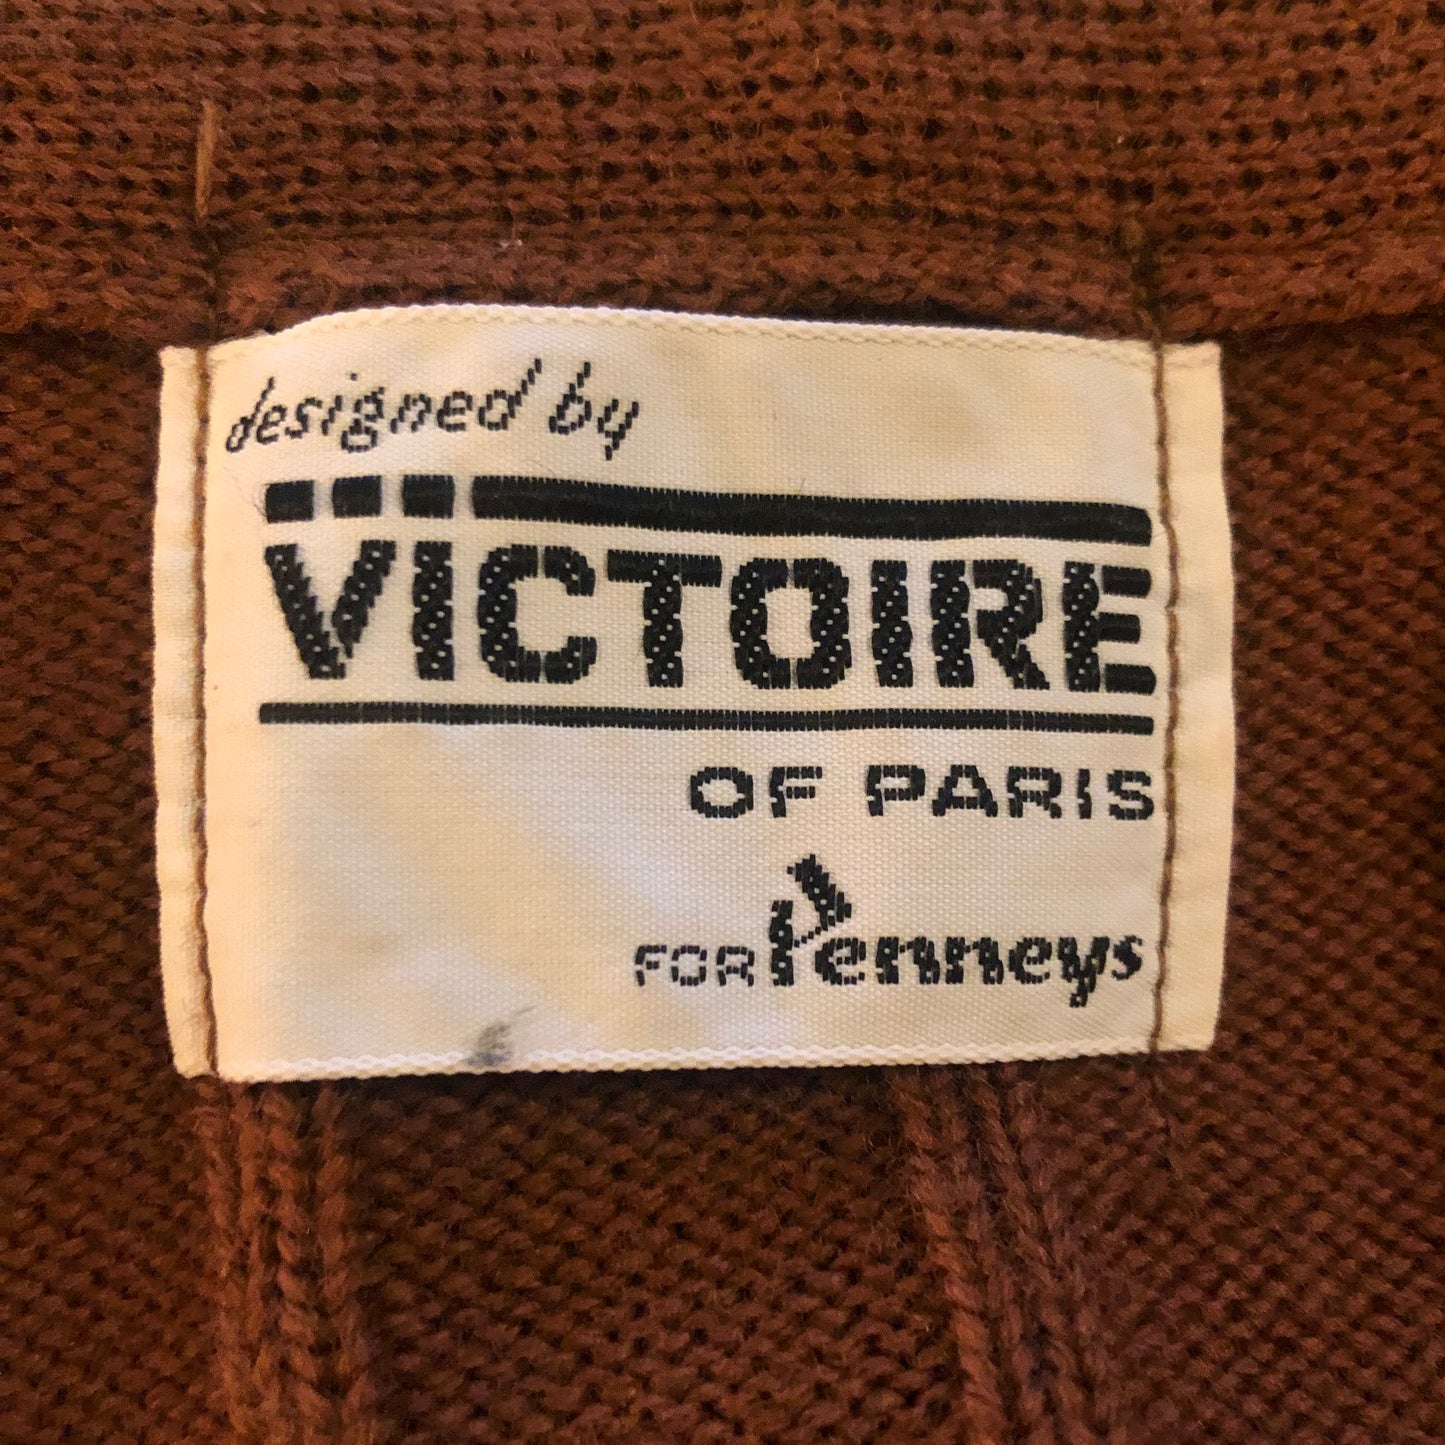 designed by
VICTOIRE
OF PARIS
FOR Penneys